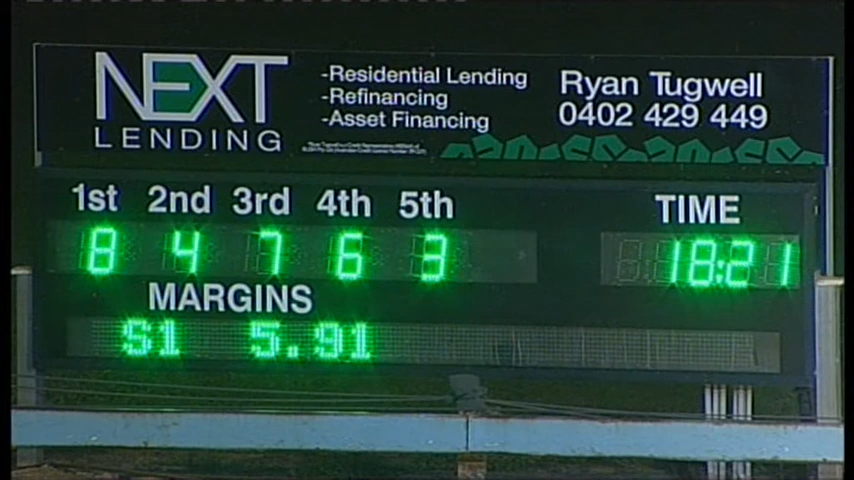 NEXT
LENDING
-Residential Lending
-Refinancing
-Asset Financing
Ryan Tugwell
0402 429 449
1st 2nd 3rd 4th 5th
TIME
8 4 7 6 3
18:21
MARGINS
S1 5.91